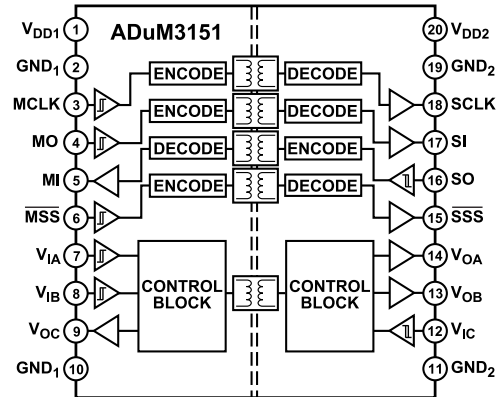 ADuM3151
VDD1 1
GND1 2
MCLK 3
MO 4
MI 5
MSS 6
VIA 7
VIB 8
VOC 9
GND1 10
ENCODE DECODE
ENCODE DECODE
DECODE ENCODE
ENCODE DECODE
CONTROL
BLOCK
CONTROL
BLOCK
20 VDD2
19 GND2
18 SCLK
17 SI
16 SO
15 SSS
14 VOA
13 VOB
12 VIC
11 GND2